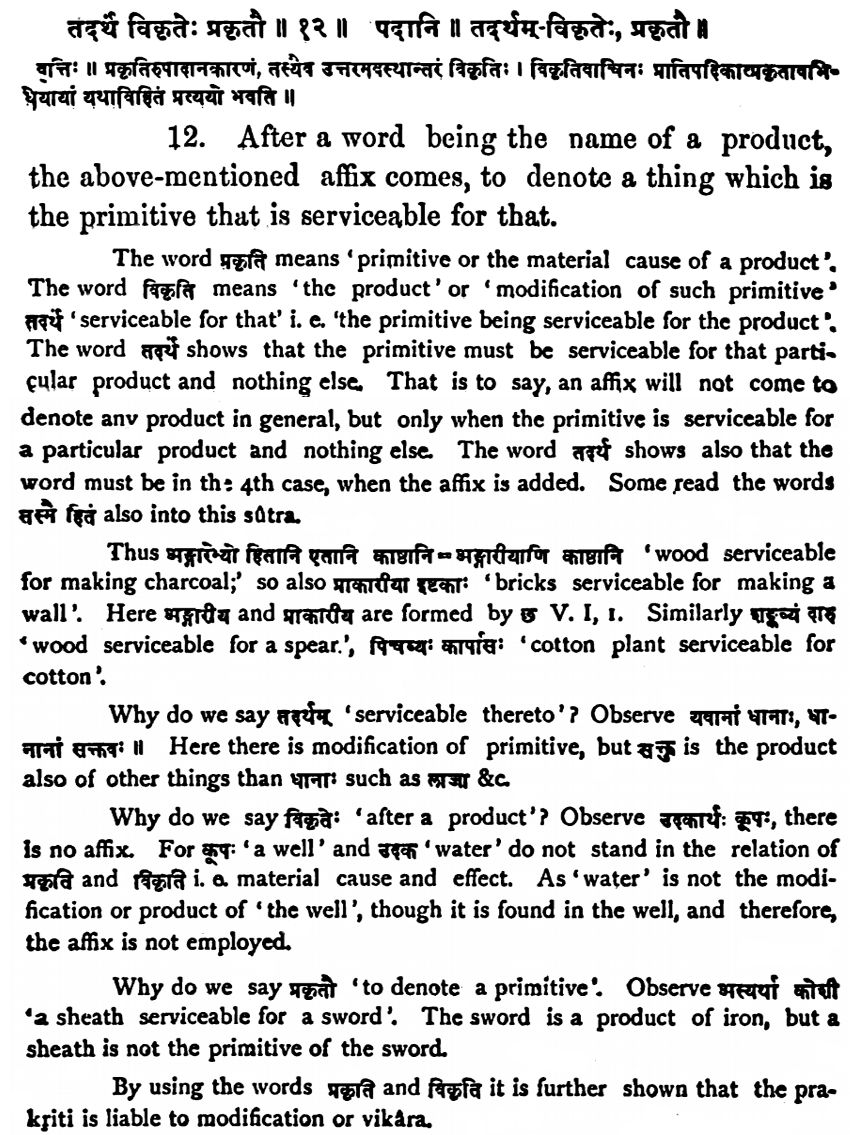 तदर्थं विकृतेः प्रकृतौ ॥ १२ ॥ पदानि ॥ तदर्थम्-विकृतेः, प्रकृतौ ॥
वृत्तिः ॥ प्रकृतिरुपादानकारणं, तस्यैव उत्तरमवस्थान्तरं विकृतिः । विकृतिवाचिनः प्रातिपदिकात्प्रकृतावभि-
धेयायां यथाविहितं प्रत्ययो भवति ॥
12. After a word being the name of a product,
the above-mentioned affix comes, to denote a thing which is
the primitive that is serviceable for that.
The word प्रकृति means 'primitive or the material cause of a product'.
The word विकृति means 'the product' or 'modification of such primitive'
तदर्थं 'serviceable for that' i. e. 'the primitive being serviceable for the product'.
The word तदर्थं shows that the primitive must be serviceable for that parti-
cular product and nothing else. That is to say, an affix will not come to
denote any product in general, but only when the primitive is serviceable for
a particular product and nothing else. The word तदर्थ shows also that the
word must be in the 4th case, when the affix is added. Some read the words
तस्मै हितं also into this sûtra.
Thus अङ्गारेभ्यो हितानि एतानि काष्ठानि = अङ्गारीयाणि काष्ठानि 'wood serviceable
for making charcoal;' so also प्राकारीया इष्टकाः 'bricks serviceable for making a
wall'. Here अङ्गारीय and प्राकारीय are formed by छ V. I, 1. Similarly शङ्कव्यं दारु
'wood serviceable for a spear.', पिचव्यः कार्पासः 'cotton plant serviceable for
cotton'.
Why do we say तदर्थम् 'serviceable thereto'? Observe यवानां धानाः, धा-
नानां सक्तवः ॥ Here there is modification of primitive, but सक्तु is the product
also of other things than धानाः such as लाजा &c.
Why do we say विकृतेः 'after a product'? Observe उदकार्थः कूपः, there
is no affix. For कूपः 'a well' and उदक 'water' do not stand in the relation of
प्रकृति and विकृति i. e. material cause and effect. As 'water' is not the modi-
fication or product of 'the well', though it is found in the well, and therefore,
the affix is not employed.
Why do we say प्रकृतौ 'to denote a primitive'. Observe अस्यर्था कोशी
'a sheath serviceable for a sword'. The sword is a product of iron, but a
sheath is not the primitive of the sword.
By using the words प्रकृति and विकृति it is further shown that the pra-
kṛiti is liable to modification or vikâra.